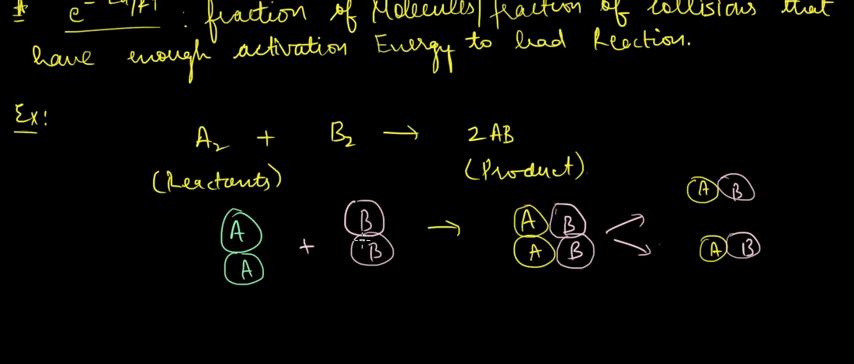 * e^-Ea/RT : fraction of Molecules/fraction of Collisions that
have enough activation Energy to lead Reaction.
Ex:
A₂ + B₂ → 2AB
(Reactants) (Product)
A B
A + B → A B
A B
A B
A B
A B